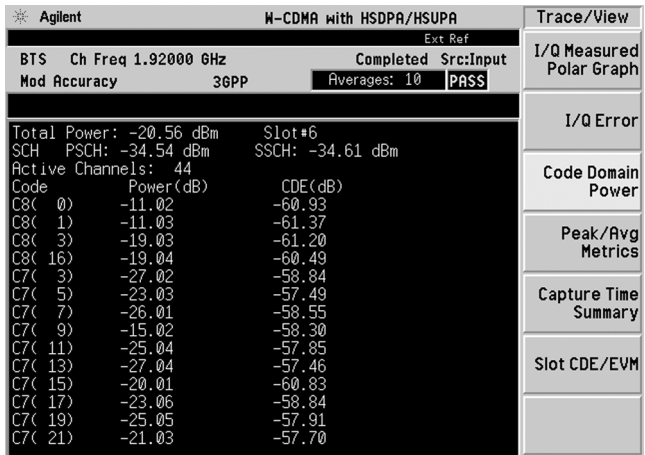 Agilent W-CDMA with HSDPA/HSUPA Trace/View
Ext Ref
BTS Ch Freq 1.92000 GHz Completed Src:Input
Mod Accuracy 3GPP Averages: 10 PASS
Total Power: -20.56 dBm Slot#6
SCH PSCH: -34.54 dBm SSCH: -34.61 dBm
Active Channels: 44
Code Power(dB) CDE(dB)
C8( 0) -11.02 -60.93
C8( 1) -11.03 -61.37
C8( 3) -19.03 -61.20
C8( 16) -19.04 -60.49
C7( 3) -27.02 -58.84
C7( 5) -23.03 -57.49
C7( 7) -26.01 -58.55
C7( 9) -15.02 -58.30
C7( 11) -25.04 -57.85
C7( 13) -27.04 -57.46
C7( 15) -20.01 -60.83
C7( 17) -23.06 -58.84
C7( 19) -25.05 -57.91
C7( 21) -21.03 -57.70
I/Q Measured
Polar Graph
I/Q Error
Code Domain
Power
Peak/Avg
Metrics
Capture Time
Summary
Slot CDE/EVM